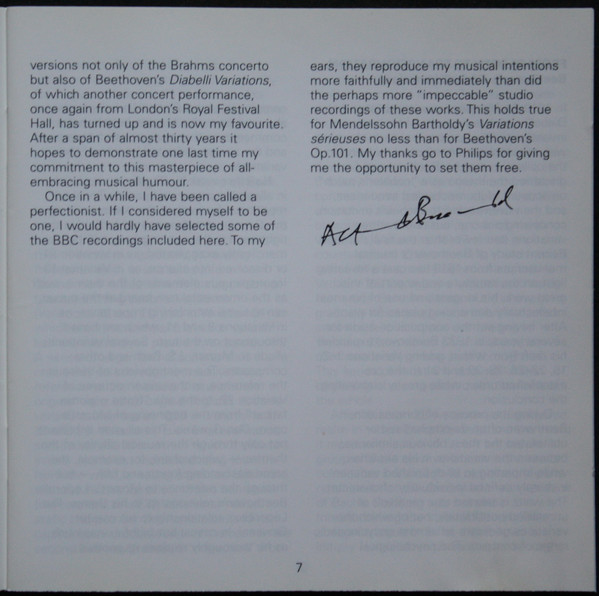 versions not only of the Brahms concerto
but also of Beethoven's Diabelli Variations,
of which another concert performance,
once again from London's Royal Festival
Hall, has turned up and is now my favourite.
After a span of almost thirty years it
hopes to demonstrate one last time my
commitment to this masterpiece of all-
embracing musical humour.
Once in a while, I have been called a
perfectionist. If I considered myself to be
one, I would hardly have selected some of
the BBC recordings included here. To my
ears, they reproduce my musical intentions
more faithfully and immediately than did
the perhaps more “impeccable” studio
recordings of these works. This holds true
for Mendelssohn Bartholdy's Variations
sérieuses no less than for Beethoven's
Op.101. My thanks go to Philips for giving
me the opportunity to set them free.
7